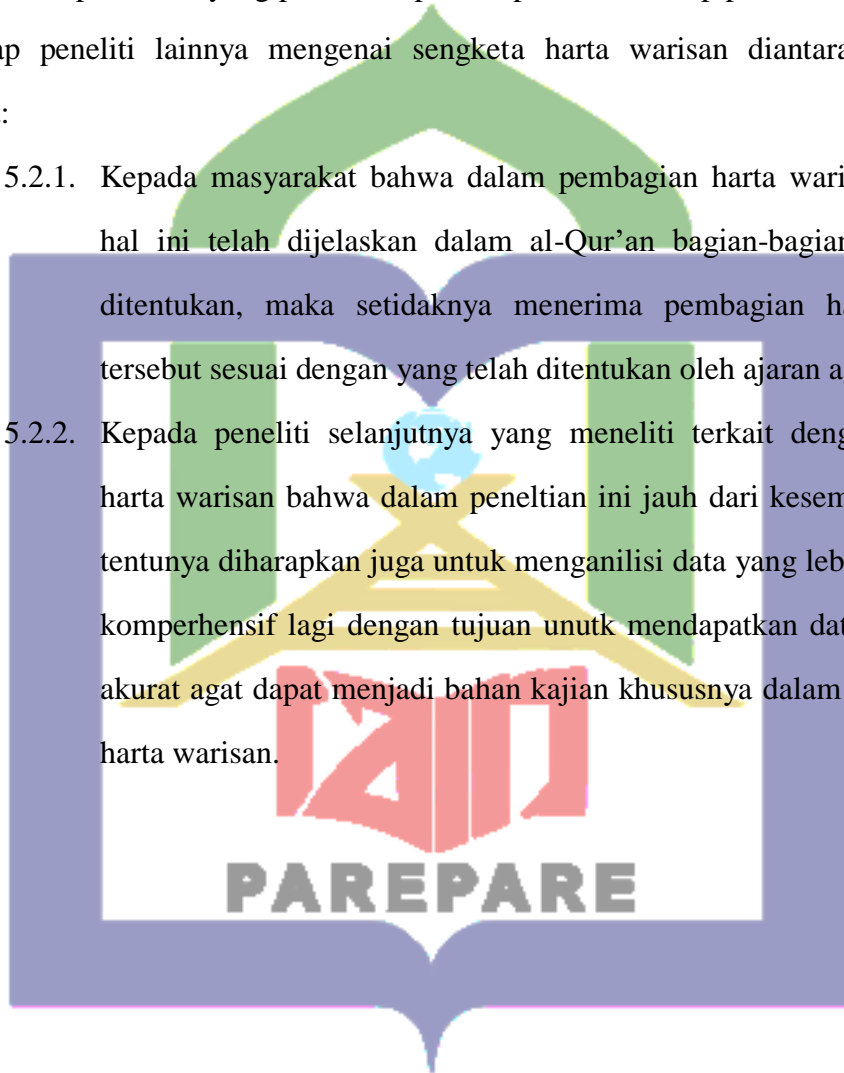 ap peneliti lainnya mengenai sengketa harta warisan diantara
:
5.2.1. Kepada masyarakat bahwa dalam pembagian harta wari
hal ini telah dijelaskan dalam al-Qur’an bagian-bagian
ditentukan, maka setidaknya menerima pembagian ha
tersebut sesuai dengan yang telah ditentukan oleh ajaran a
5.2.2. Kepada peneliti selanjutnya yang meneliti terkait deng
harta warisan bahwa dalam peneltian ini jauh dari kesem
tentunya diharapkan juga untuk menganilisi data yang leb
komperhensif lagi dengan tujuan unutk mendapatkan dat
akurat agat dapat menjadi bahan kajian khususnya dalam
harta warisan.
PAREPARE